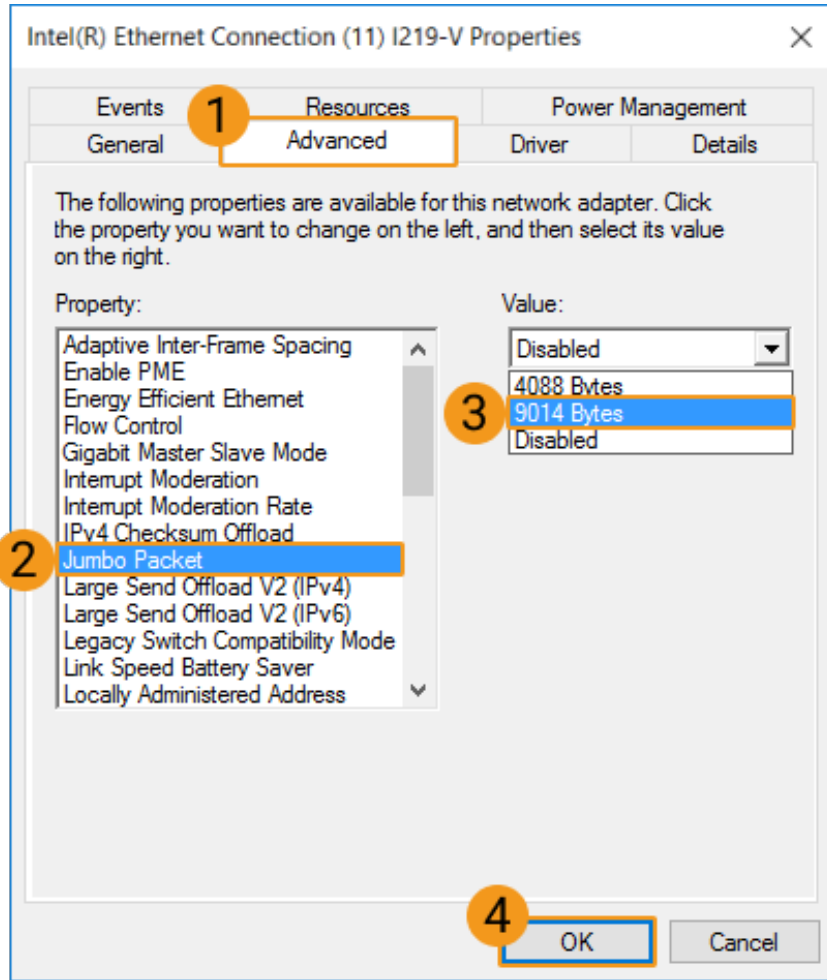 Intel(R) Ethernet Connection (11) I219-V Properties
Events
Resources
Power Management
1
General
Advanced
Driver
Details
The following properties are available for this network adapter. Click
the property you want to change on the left, and then select its value
on the right.
Property:
Value:
Adaptive Inter-Frame Spacing
Enable PME
Energy Efficient Ethernet
Flow Control
Gigabit Master Slave Mode
Interrupt Moderation
Interrupt Moderation Rate
IPv4 Checksum Offload
2
Jumbo Packet
Large Send Offload V2 (IPv4)
Large Send Offload V2 (IPv6)
Legacy Switch Compatibility Mode
Link Speed Battery Saver
Locally Administered Address
Disabled
4088 Bytes
3
9014 Bytes
Disabled
4
OK
Cancel